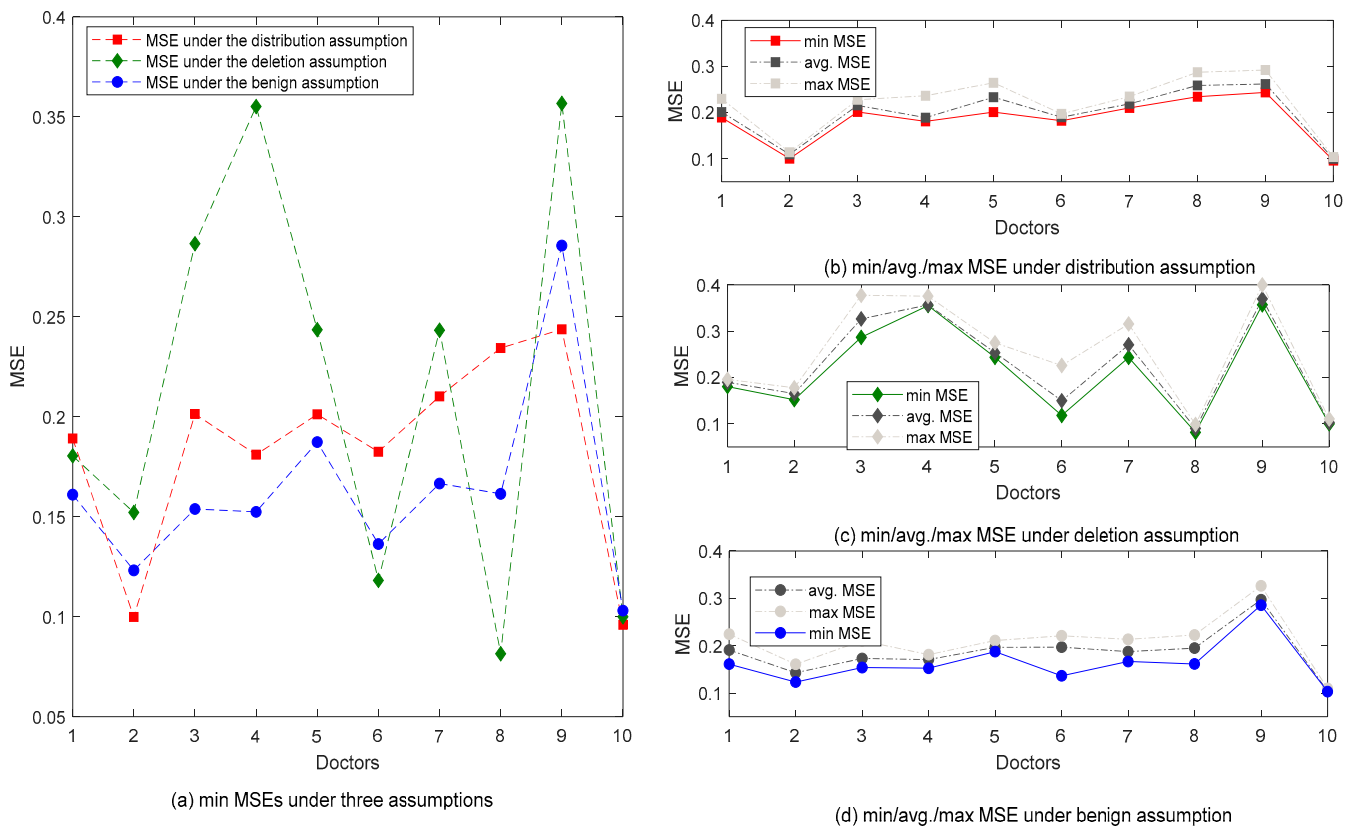 0.4
0.35
0.3
0.25
0.2
0.15
0.1
0.05
MSE
MSE under the distribution assumption
MSE under the deletion assumption
MSE under the benign assumption
1 2 3 4 5 6 7 8 9 10
Doctors
(a) min MSEs under three assumptions
0.4
0.3
0.2
0.1
MSE
min MSE
avg. MSE
max MSE
1 2 3 4 5 6 7 8 9 10
Doctors
(b) min/avg./max MSE under distribution assumption
0.4
0.3
0.2
0.1
MSE
min MSE
avg. MSE
max MSE
1 2 3 4 5 6 7 8 9 10
Doctors
(c) min/avg./max MSE under deletion assumption
0.4
0.3
0.2
0.1
MSE
avg. MSE
max MSE
min MSE
1 2 3 4 5 6 7 8 9 10
Doctors
(d) min/avg./max MSE under benign assumption